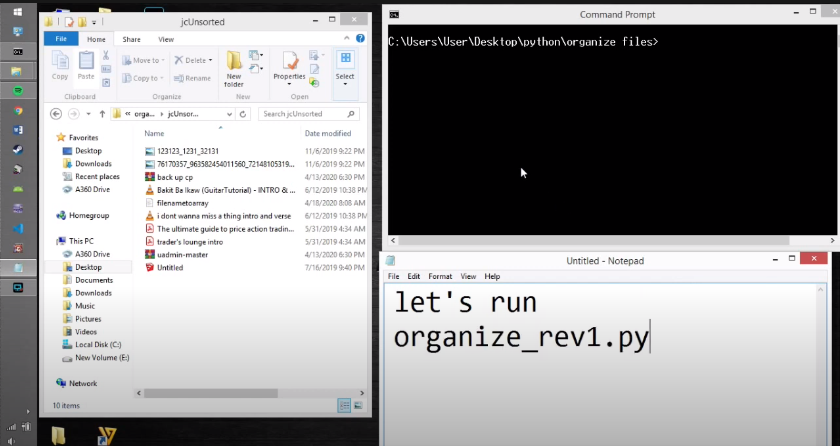 jcUnsorted
File Home Share View
Copy
Paste
Move to
Copy to
Delete
Rename
New folder
Properties
Select
Clipboard
Organize
New
Open
« orga... › jcUnsor...
Search jcUnsorted
Favorites
Desktop
Downloads
Recent places
A360 Drive
Homegroup
This PC
A360 Drive
Desktop
Documents
Downloads
Music
Pictures
Videos
Local Disk (C:)
New Volume (E:)
Network
Name Date modified
123123_1231_32131 11/6/2019 9:22 PM
76170357_963582454011560_72148105319... 11/6/2019 9:22 PM
back up cp 4/13/2020 6:30 PM
Bakit Ba Ikaw (GuitarTutorial) - INTRO & ... 6/12/2019 10:38 PM
filenametoarray 4/18/2020 8:08 AM
i dont wanna miss a thing intro and verse 6/12/2019 10:38 PM
The ultimate guide to price action tradin... 5/31/2019 4:34 AM
trader's lounge intro 5/31/2019 4:34 AM
uadmin-master 4/13/2020 6:30 PM
Untitled 7/16/2019 9:40 PM
10 items
Command Prompt
C:\Users\User\Desktop\python\organize files>
Untitled - Notepad
File Edit Format View Help
let's run
organize_rev1.py